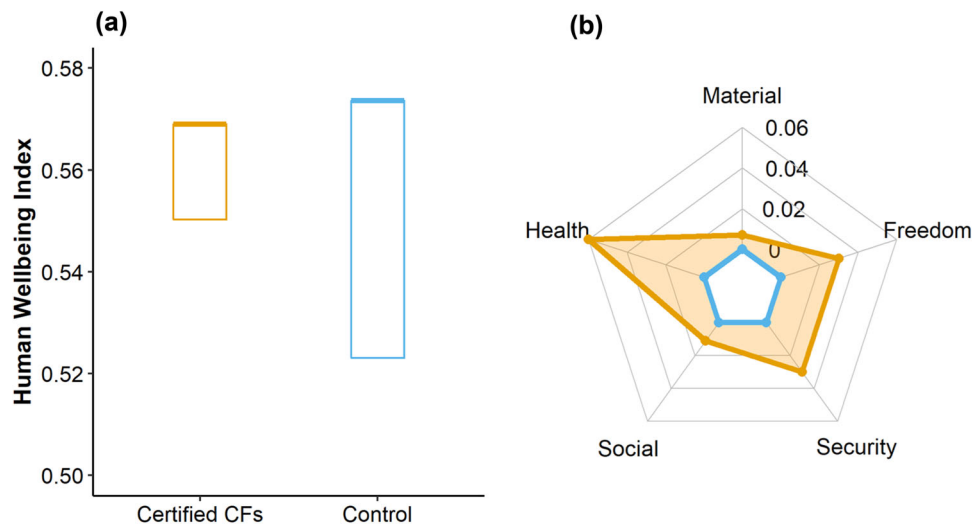 (a)
Human Wellbeing Index
0.58
0.56
0.54
0.52
0.50
Certified CFs
Control
(b)
Material
0.06
0.04
0.02
0
Health
Freedom
Social
Security